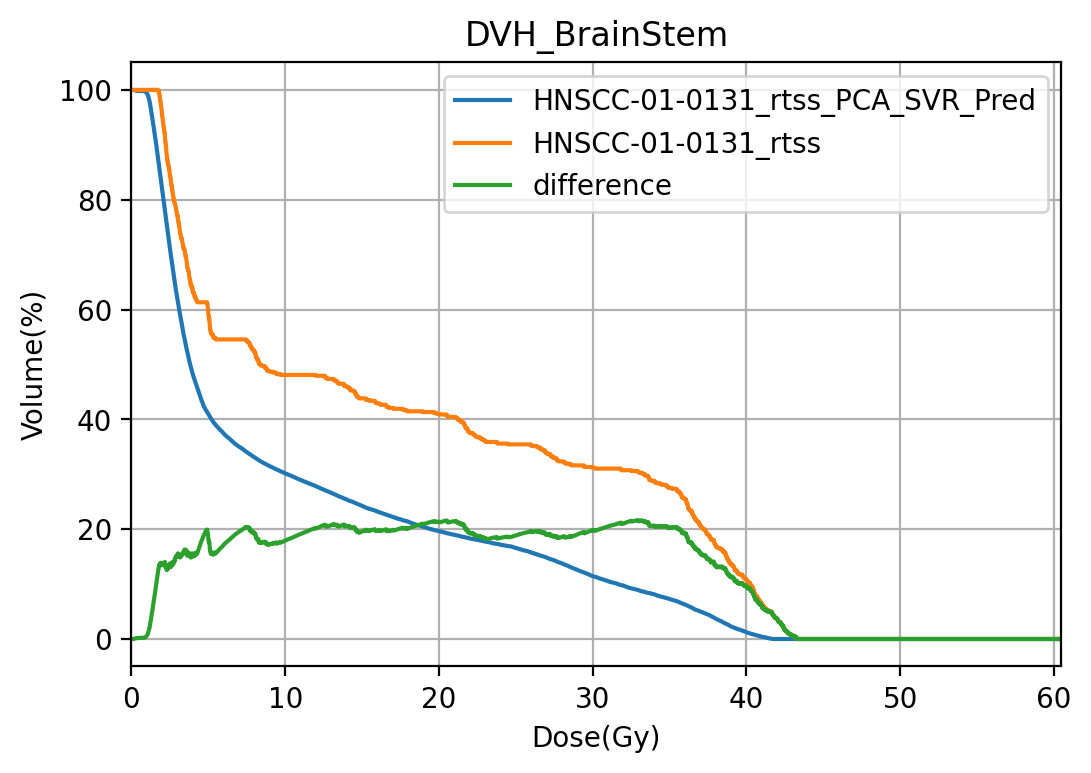 DVH_BrainStem
HNSCC-01-0131_rtss_PCA_SVR_Pred
HNSCC-01-0131_rtss
difference
Volume(%)
100
80
60
40
20
0
0 10 20 30 40 50 60
Dose(Gy)